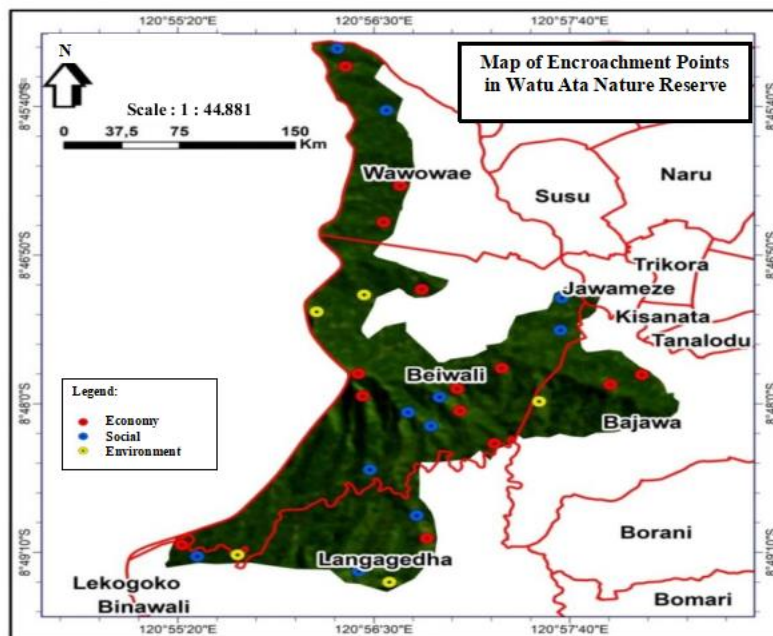 120°55'20"E 120°56'30"E 120°57'40"E
N
Map of Encroachment Points
in Watu Ata Nature Reserve
Scale : 1 : 44.881
0 37,5 75 150
Km
8°45'40"S 8°45'40"S
Wawowae
Susu
Naru
8°46'50"S 8°46'50"S
Trikora
Jawameze
Kisanata
Tanalodu
Beiwali
Legend:
Economy
Social
Environment
8°48'0"S 8°48'0"S
Bajawa
Borani
8°49'10"S 8°49'10"S
Langagedha
Lekogoko
Binawali
Bomari
120°55'20"E 120°56'30"E 120°57'40"E